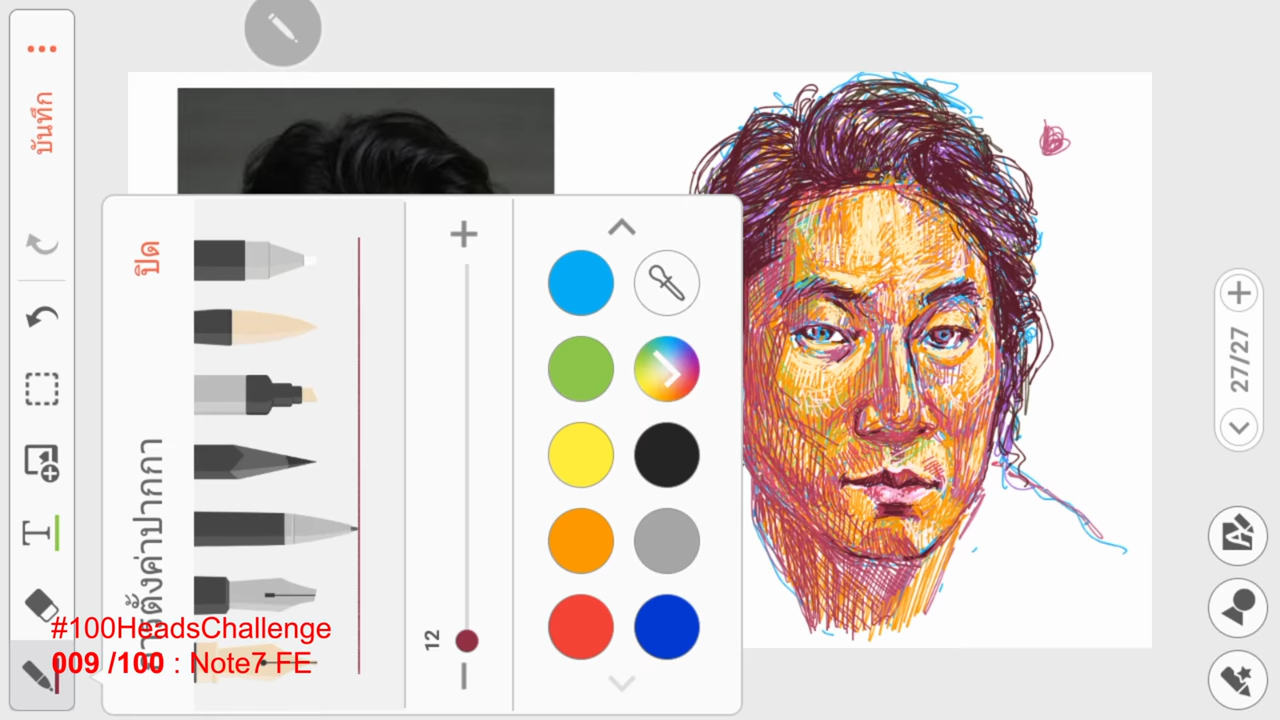 บันทึก
ปิด
การตั้งค่าปากกา
T
12
27/27
A
#100HeadsChallenge
009 /100 : Note7 FE